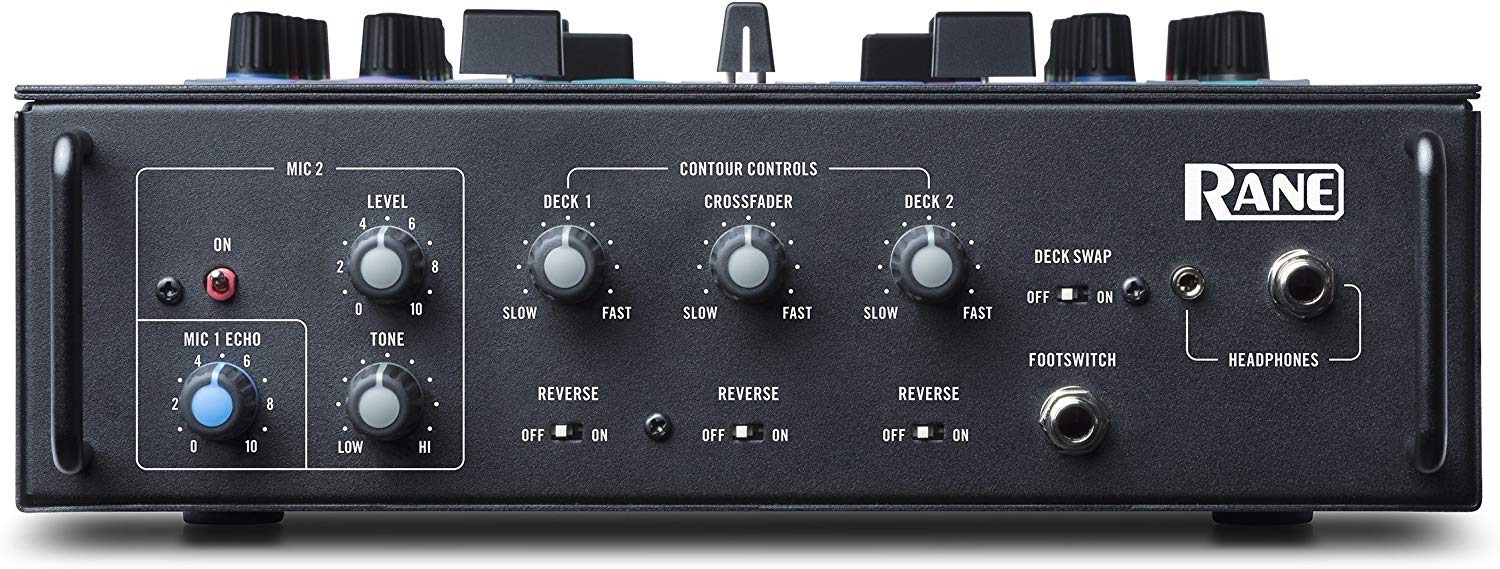 MIC 2
ON
LEVEL
4 6
2 8
0 10
MIC 1 ECHO
4 6
2 8
0 10
TONE
LOW HI
CONTOUR CONTROLS
DECK 1
SLOW FAST
CROSSFADER
SLOW FAST
DECK 2
SLOW FAST
REVERSE
OFF ON
REVERSE
OFF ON
REVERSE
OFF ON
DECK SWAP
OFF ON
FOOTSWITCH
RANE
HEADPHONES